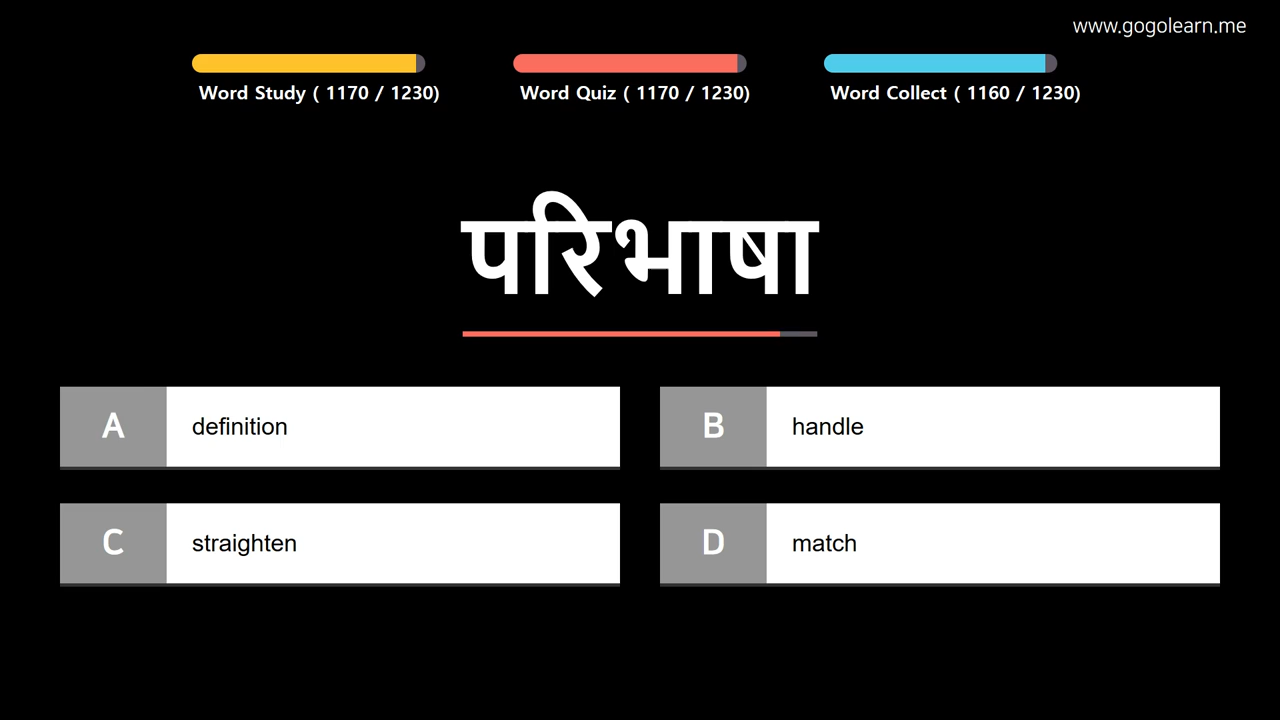 www.gogolearn.me
Word Study ( 1170 / 1230)
Word Quiz ( 1170 / 1230)
Word Collect ( 1160 / 1230)
परिभाषा
A definition
B handle
C straighten
D match